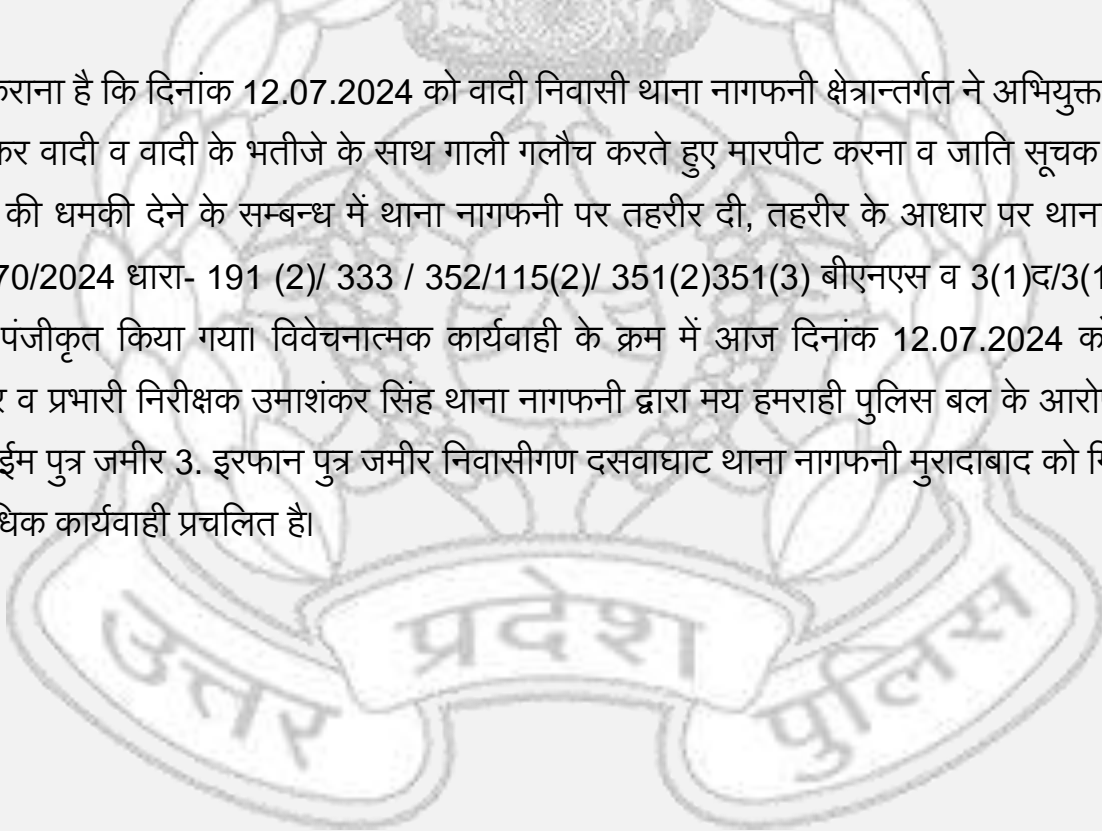 कराना है कि दिनांक 12.07.2024 को वादी निवासी थाना नागफनी क्षेत्रान्तर्गत ने अभियुक्त
कर वादी व वादी के भतीजे के साथ गाली गलौच करते हुए मारपीट करना व जाति सूचक
की धमकी देने के सम्बन्ध में थाना नागफनी पर तहरीर दी, तहरीर के आधार पर थान
70/2024 धारा- 191 (2)/ 333 / 352/115(2)/ 351(2)351(3) बीएनएस व 3(1)द/3(1
पंजीकृत किया गया। विवेचनात्मक कार्यवाही के क्रम में आज दिनांक 12.07.2024 को
र व प्रभारी निरीक्षक उमाशंकर सिंह थाना नागफनी द्वारा मय हमराही पुलिस बल के आरो
ईम पुत्र जमीर 3. इरफान पुत्र जमीर निवासीगण दसवाघाट थाना नागफनी मुरादाबाद को
धिक कार्यवाही प्रचलित है।
उत्तर प्रदेश पुलिस